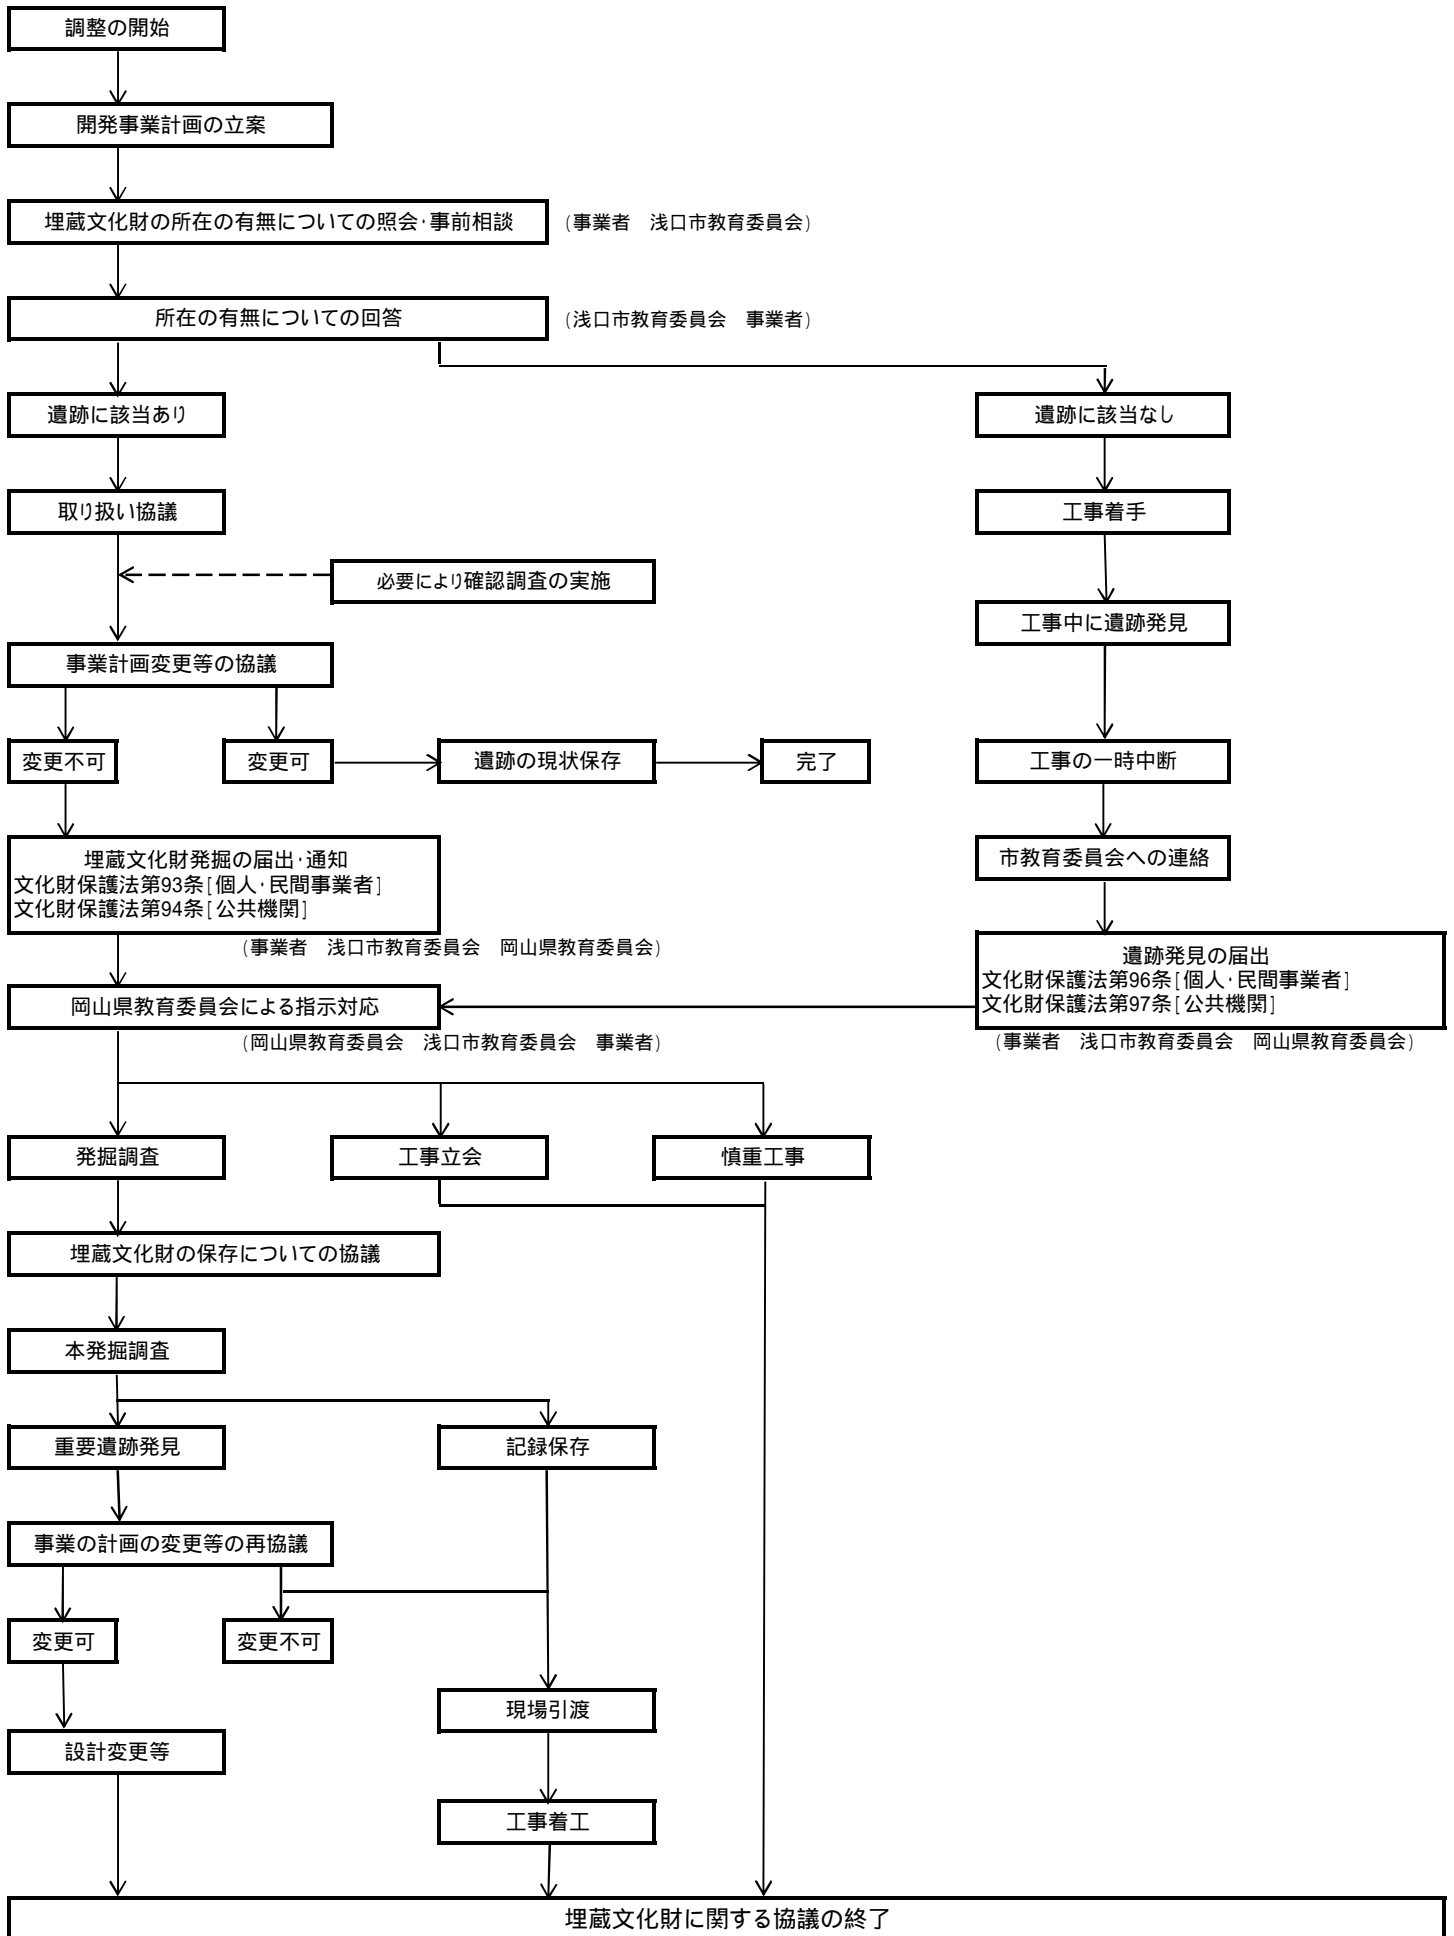 調整の開始
開発事業計画の立案
埋蔵文化財の所在の有無についての照会・事前相談
(事業者　浅口市教育委員会)
所在の有無についての回答
(浅口市教育委員会　事業者)
遺跡に該当あり
遺跡に該当なし
取り扱い協議
工事着手
必要により確認調査の実施
工事中に遺跡発見
事業計画変更等の協議
変更不可
変更可
遺跡の現状保存
完了
工事の一時中断
埋蔵文化財発掘の届出・通知
文化財保護法第93条[個人・民間事業者]
文化財保護法第94条[公共機関]
(事業者　浅口市教育委員会　岡山県教育委員会)
市教育委員会への連絡
遺跡発見の届出
文化財保護法第96条[個人・民間事業者]
文化財保護法第97条[公共機関]
(事業者　浅口市教育委員会　岡山県教育委員会)
岡山県教育委員会による指示対応
(岡山県教育委員会　浅口市教育委員会　事業者)
発掘調査
工事立会
慎重工事
埋蔵文化財の保存についての協議
本発掘調査
重要遺跡発見
記録保存
事業の計画の変更等の再協議
変更可
変更不可
現場引渡
設計変更等
工事着工
埋蔵文化財に関する協議の終了